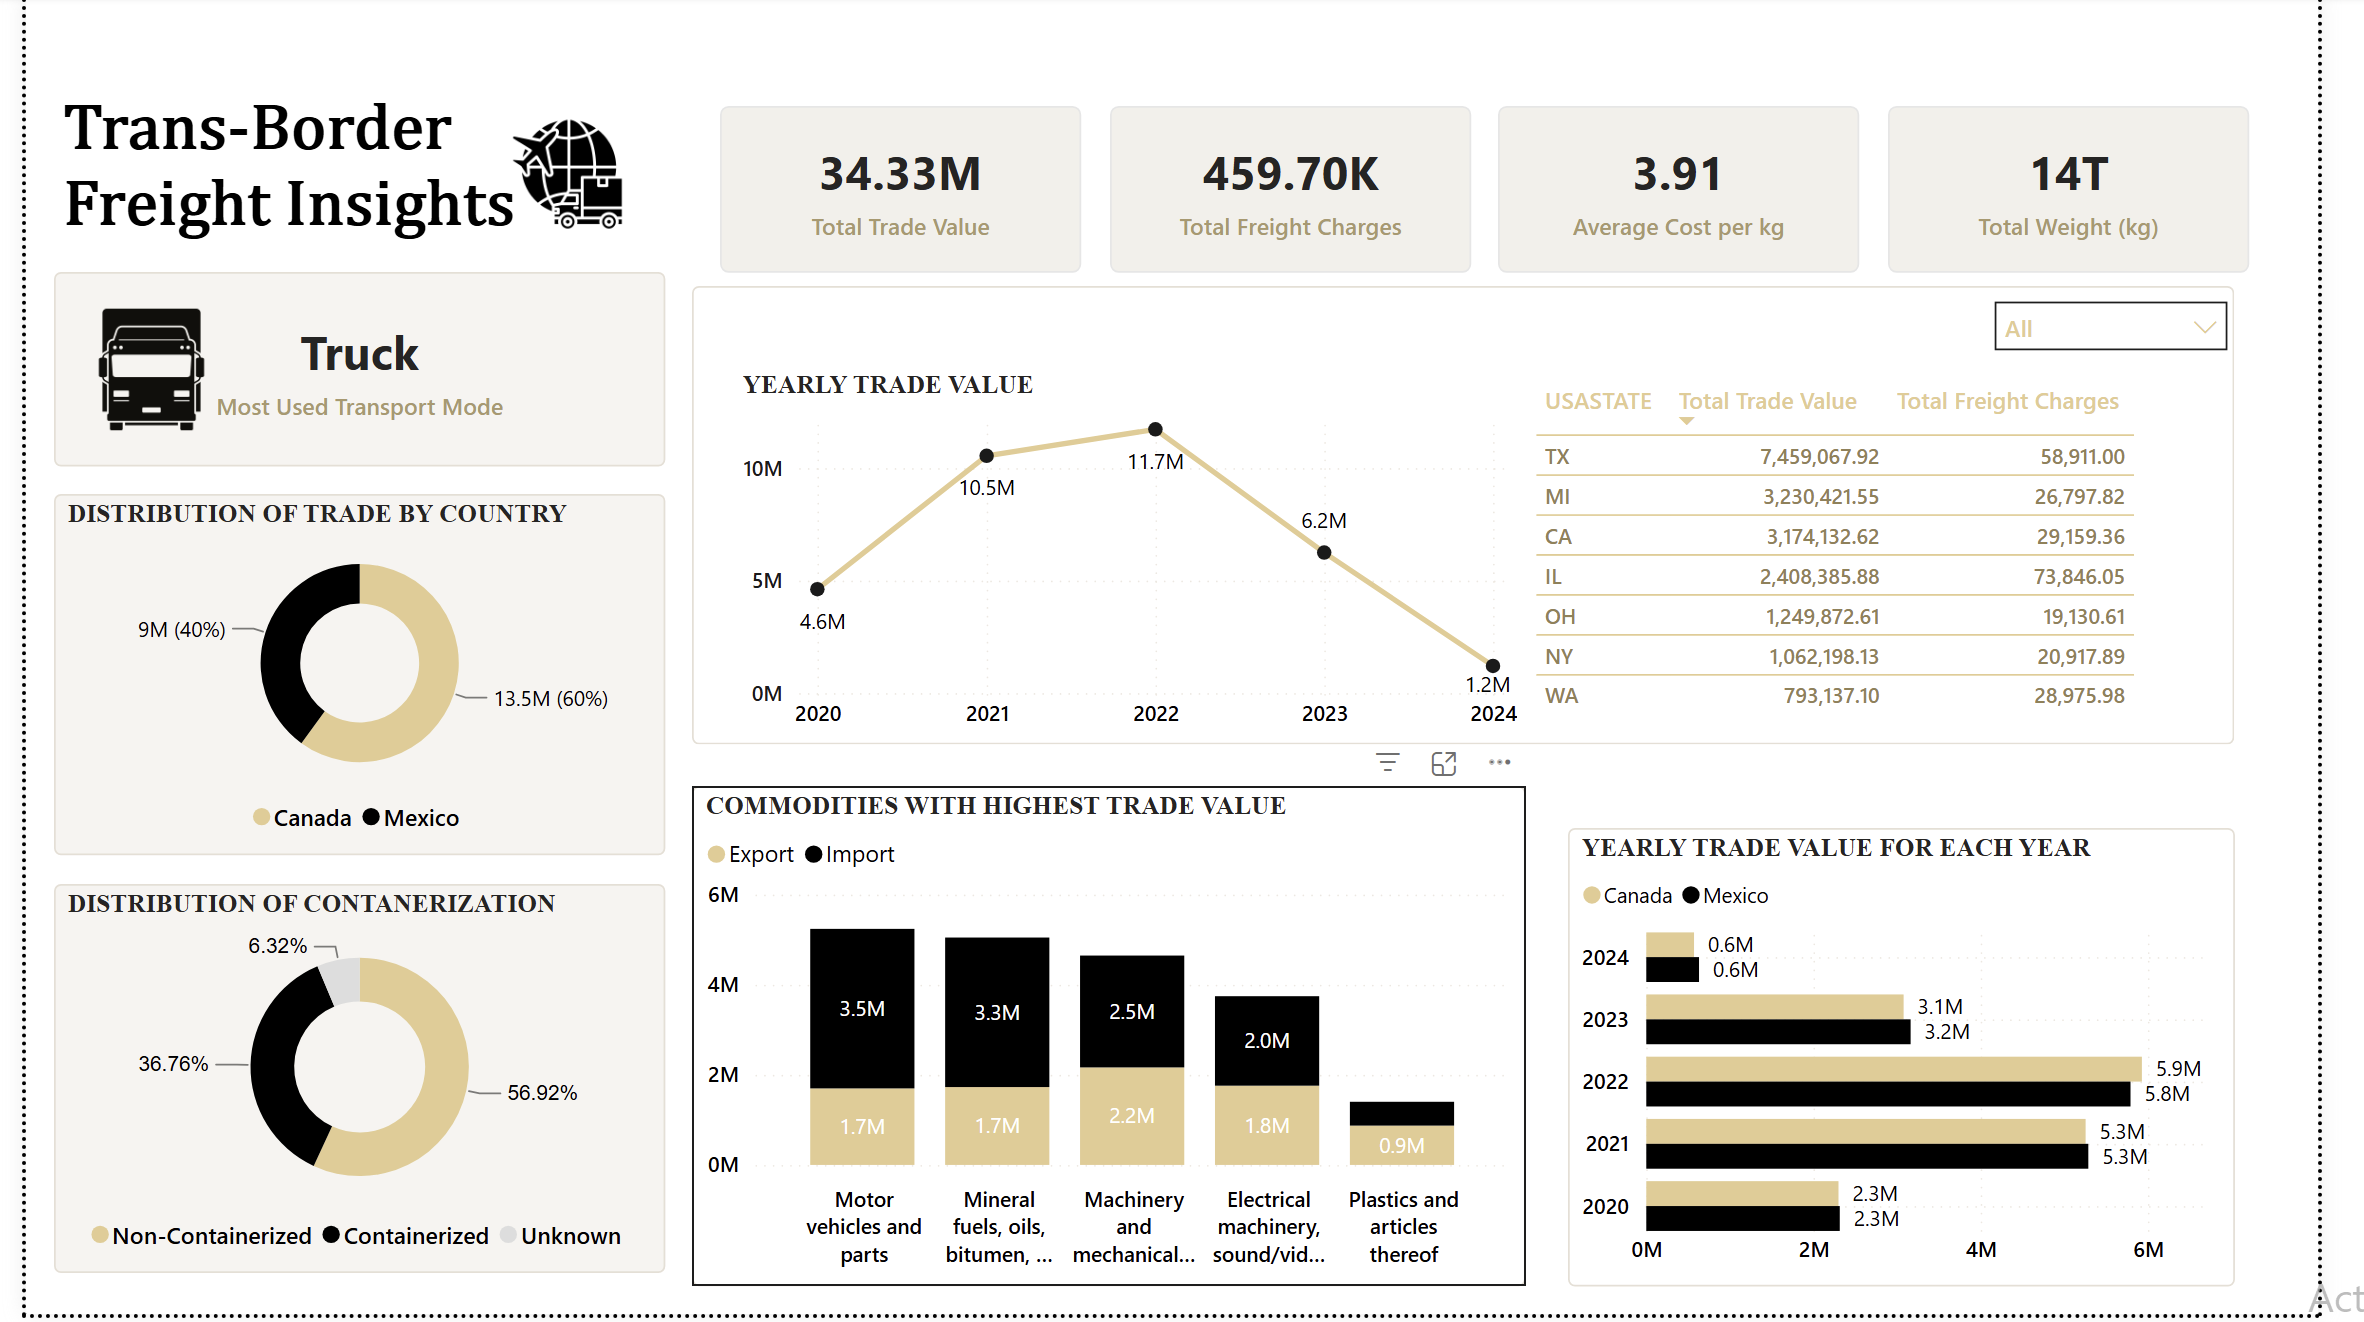 Trans-Border
Freight Insights
34.33M
Total Trade Value
459.70K
Total Freight Charges
3.91
Average Cost per kg
14T
Total Weight (kg)
Truck
Most Used Transport Mode
DISTRIBUTION OF TRADE BY COUNTRY
9M (40%)
13.5M (60%)
Canada Mexico
DISTRIBUTION OF CONTANERIZATION
6.32%
36.76%
56.92%
Non-Containerized Containerized Unknown
All
YEARLY TRADE VALUE
10M
5M
0M
4.6M
10.5M
11.7M
6.2M
1.2M
2020 2021 2022 2023 2024
USASTATE Total Trade Value Total Freight Charges
TX 7,459,067.92 58,911.00
MI 3,230,421.55 26,797.82
CA 3,174,132.62 29,159.36
IL 2,408,385.88 73,846.05
OH 1,249,872.61 19,130.61
NY 1,062,198.13 20,917.89
WA 793,137.10 28,975.98
COMMODITIES WITH HIGHEST TRADE VALUE
Export Import
6M
4M
2M
0M
3.5M 3.3M 2.5M 2.0M
1.7M 1.7M 2.2M 1.8M 0.9M
Motor
vehicles and
parts
Mineral
fuels, oils,
bitumen, ...
Machinery
and
mechanical...
Electrical
machinery,
sound/vid...
Plastics and
articles
thereof
YEARLY TRADE VALUE FOR EACH YEAR
Canada Mexico
2024 0.6M
0.6M
2023 3.1M
3.2M
2022 5.9M
5.8M
2021 5.3M
5.3M
2020 2.3M
2.3M
0M 2M 4M 6M
Act